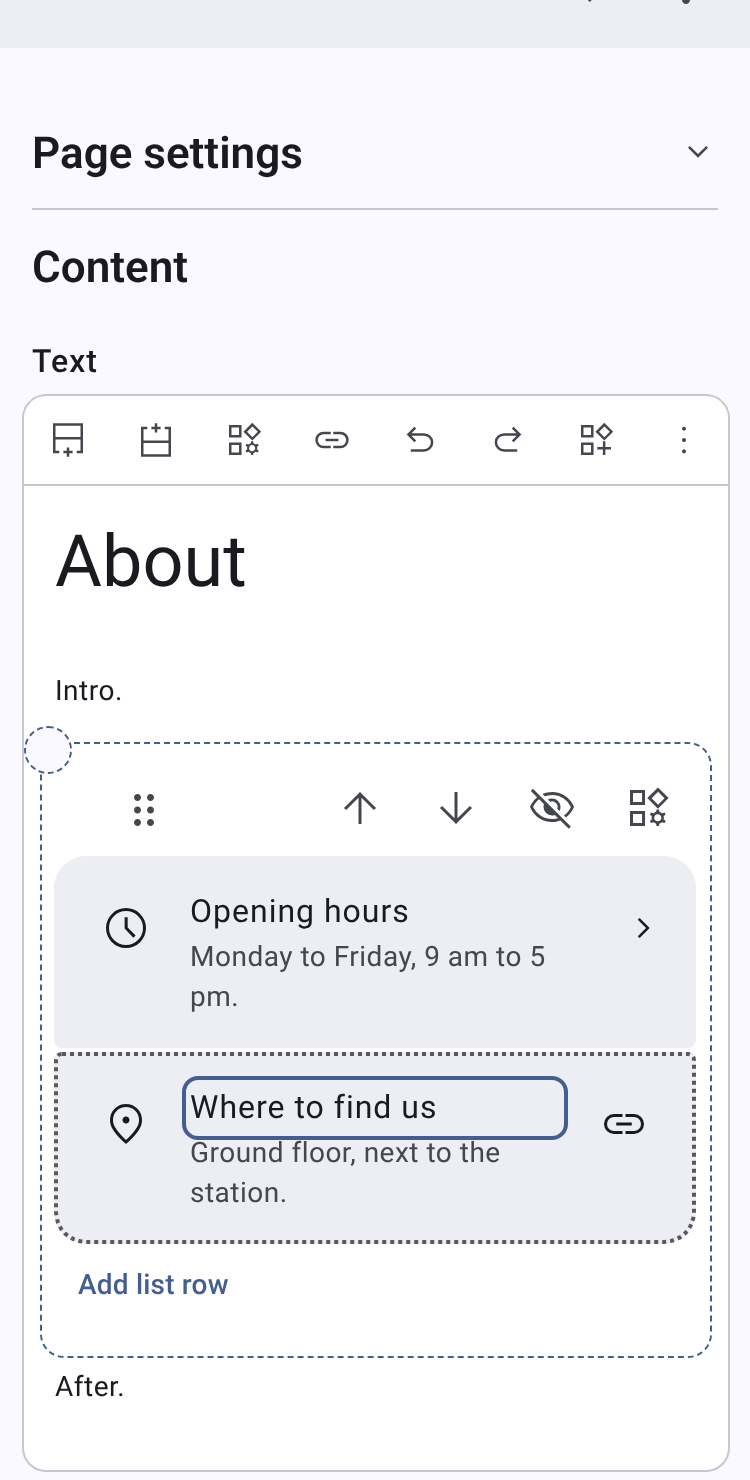 Page settings
Content
Text
About
Intro.
Opening hours
Monday to Friday, 9 am to 5
pm.
Where to find us
Ground floor, next to the
station.
Add list row
After.